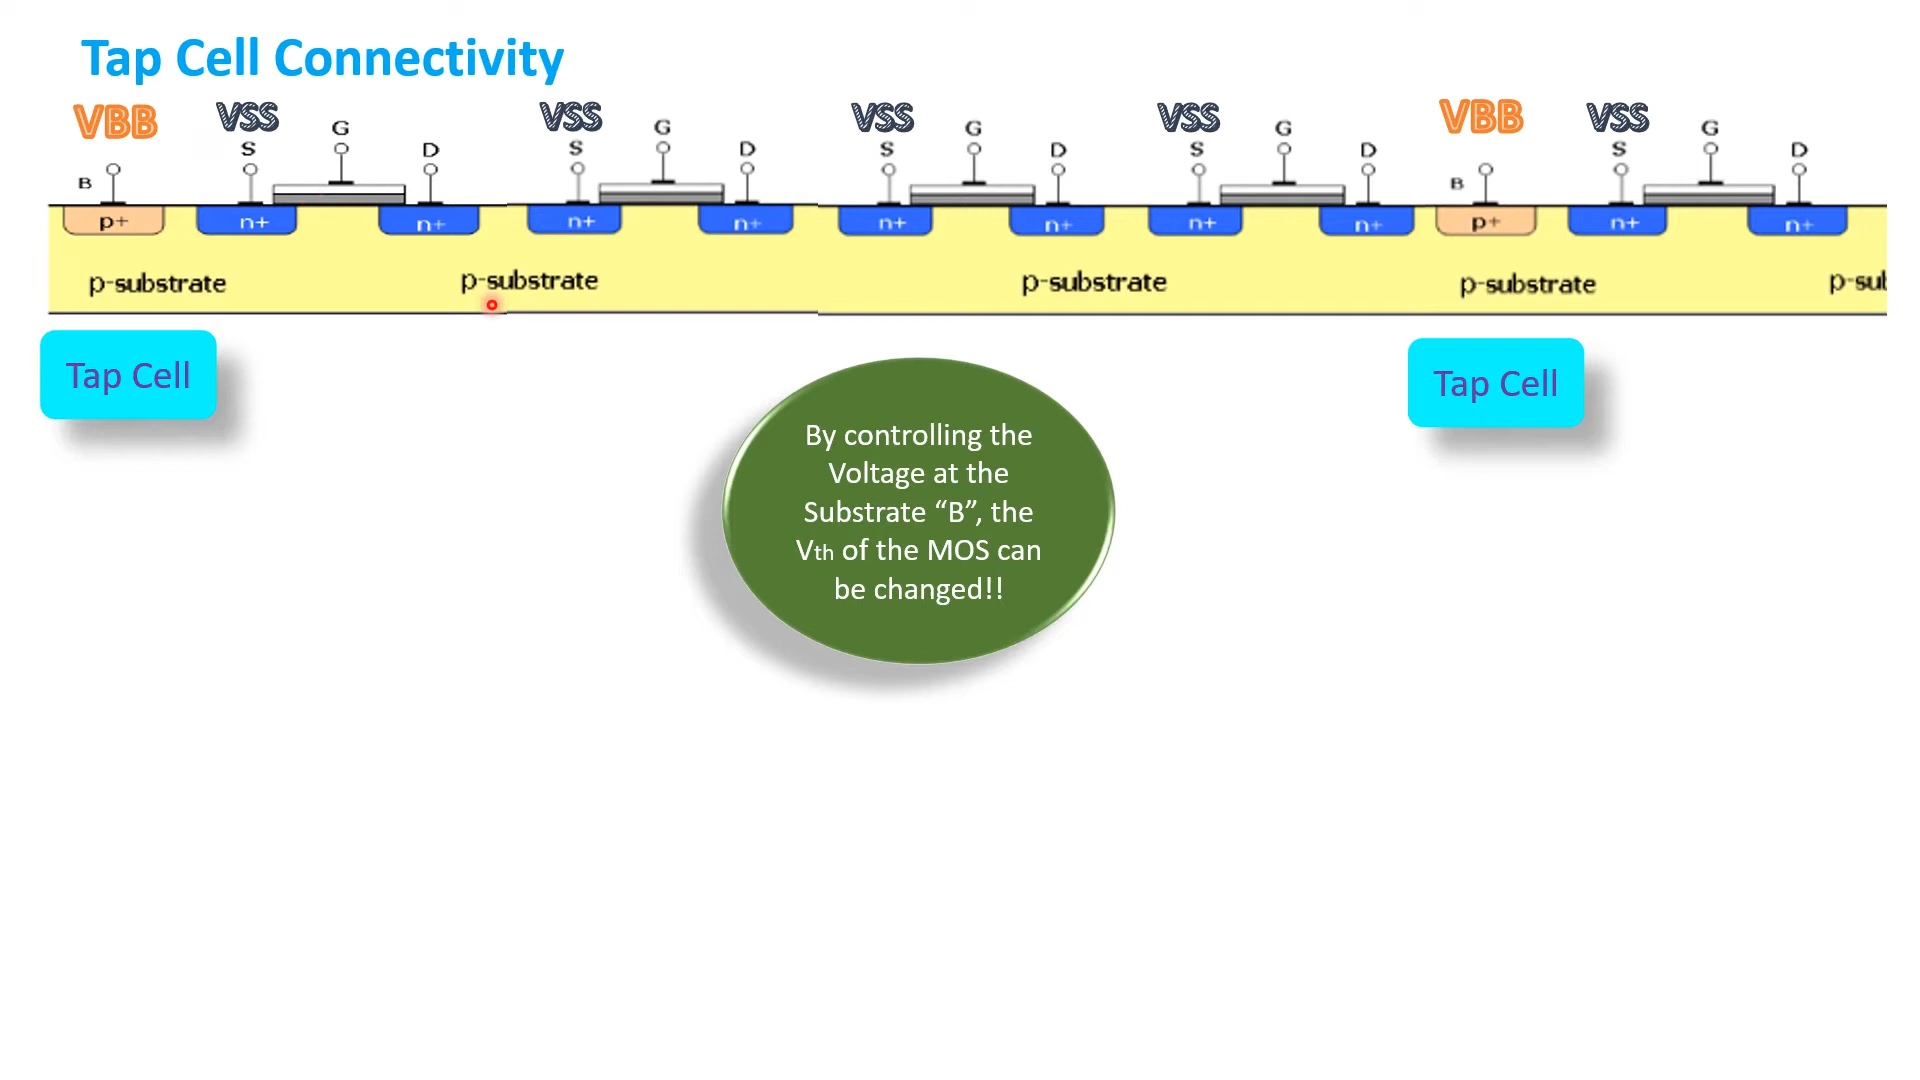 Tap Cell Connectivity
VBB VSS VSS VSS VSS VBB VSS
G G G G G
B S D S D S D S D B S D
p+ n+ n+ n+ n+ n+ n+ n+ n+ p+ n+ n+
p-substrate p-substrate p-substrate p-substrate p-sub
Tap Cell Tap Cell
By controlling the
Voltage at the
Substrate “B”, the
Vth of the MOS can
be changed!!